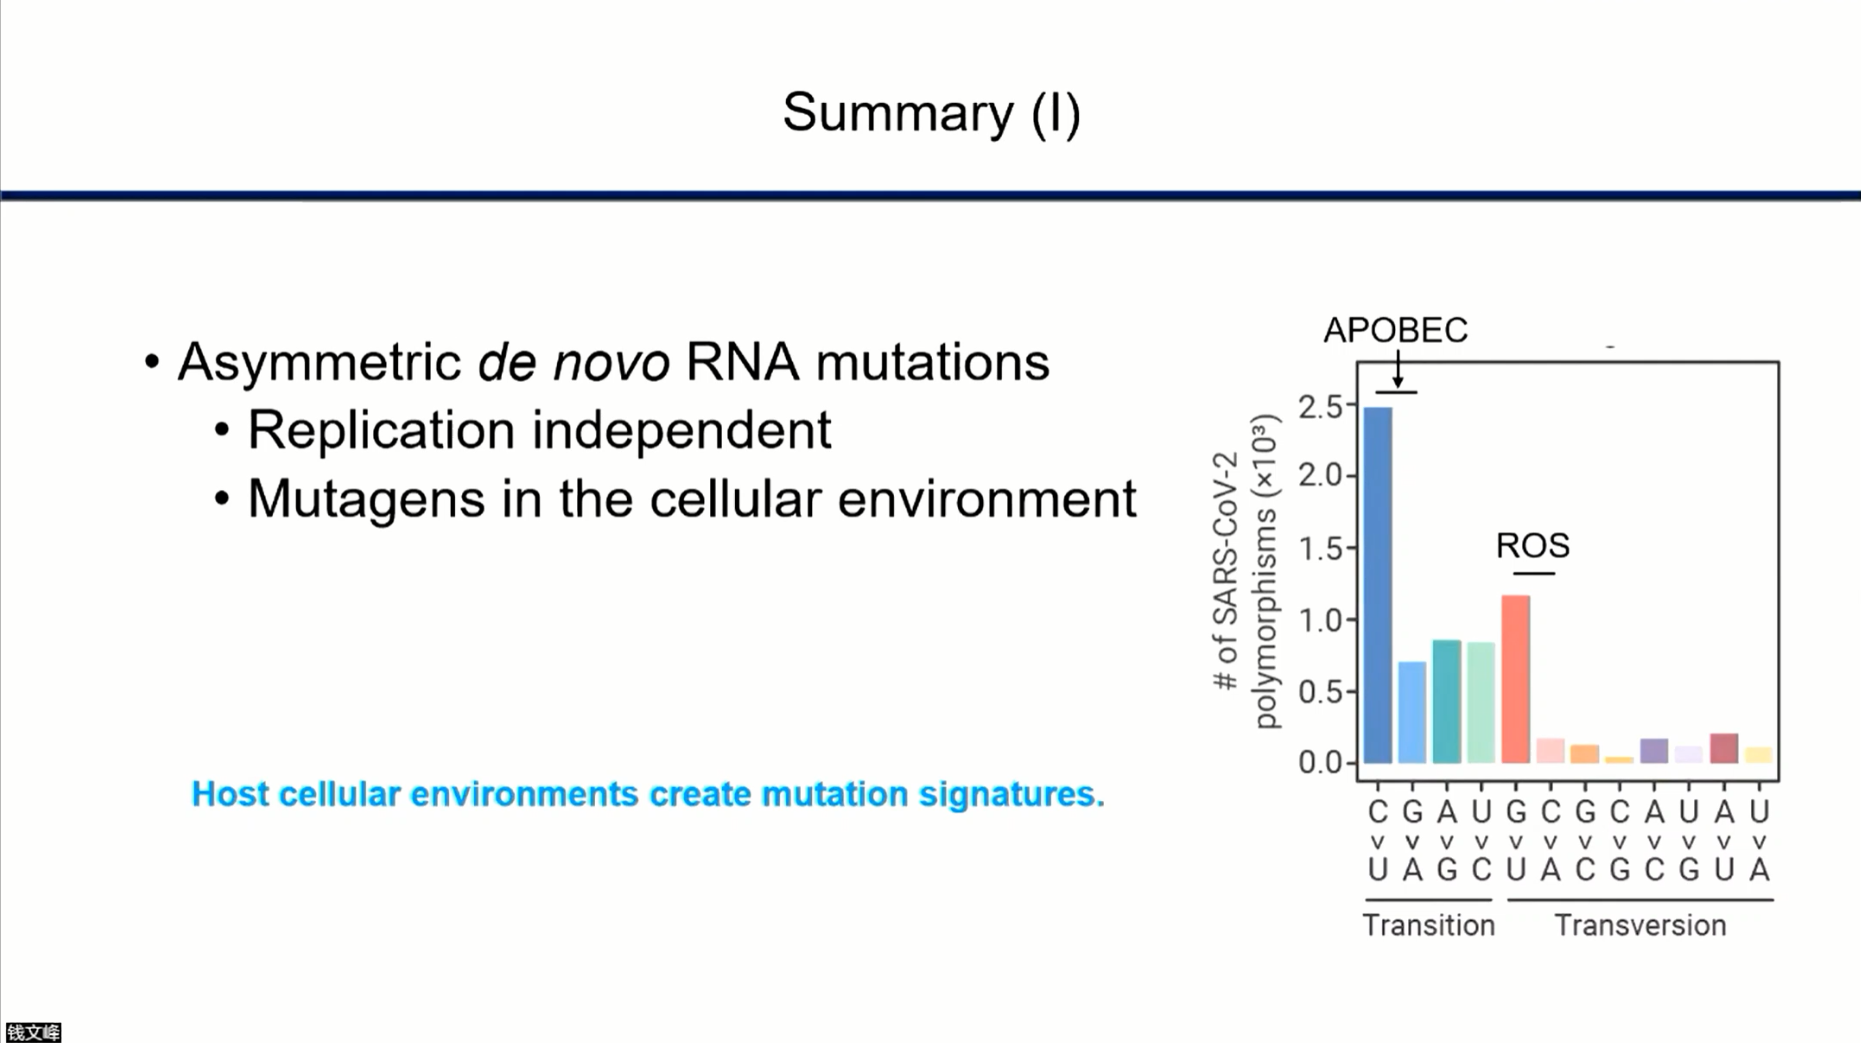 Summary (I)
• Asymmetric de novo RNA mutations
• Replication independent
• Mutagens in the cellular environment
Host cellular environments create mutation signatures.
APOBEC
ROS
# of SARS-CoV-2
polymorphisms (×10³)
2.5
2.0
1.5
1.0
0.5
0.0
C G A U G C G C A U A U
v v v v v v v v v v v v
U A G C U A C G C G U A
Transition Transversion
钱文峰